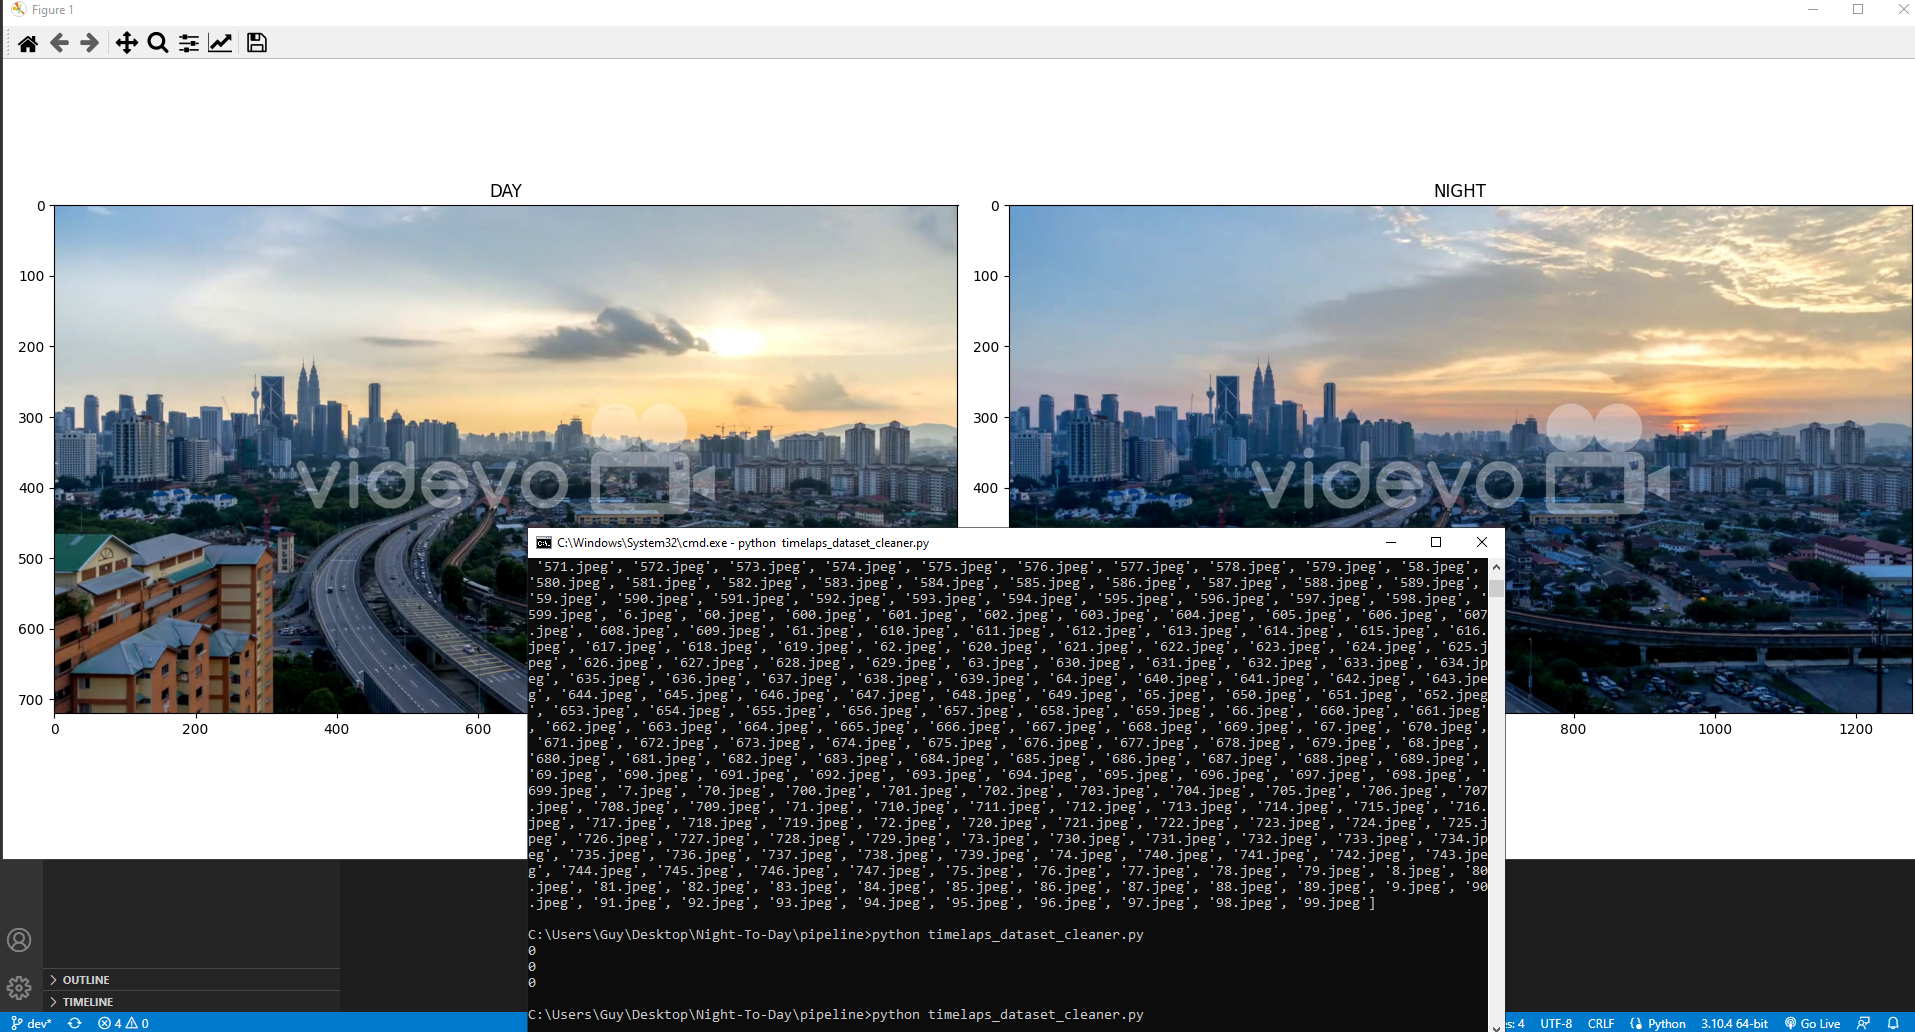 Figure 1
DAY
NIGHT
0
100
200
300
400
500
600
700
0
200
400
600
videvo
0
100
200
300
400
800
1000
1200
videvo
C:\Windows\System32\cmd.exe - python  timelaps_dataset_cleaner.py
'571.jpeg', '572.jpeg', '573.jpeg', '574.jpeg', '575.jpeg', '576.jpeg', '577.jpeg', '578.jpeg', '579.jpeg', '58.jpeg',
'580.jpeg', '581.jpeg', '582.jpeg', '583.jpeg', '584.jpeg', '585.jpeg', '586.jpeg', '587.jpeg', '588.jpeg', '589.jpeg',
'59.jpeg', '590.jpeg', '591.jpeg', '592.jpeg', '593.jpeg', '594.jpeg', '595.jpeg', '596.jpeg', '597.jpeg', '598.jpeg', '
599.jpeg', '6.jpeg', '60.jpeg', '600.jpeg', '601.jpeg', '602.jpeg', '603.jpeg', '604.jpeg', '605.jpeg', '606.jpeg', '607
.jpeg', '608.jpeg', '609.jpeg', '61.jpeg', '610.jpeg', '611.jpeg', '612.jpeg', '613.jpeg', '614.jpeg', '615.jpeg', '616.
jpeg', '617.jpeg', '618.jpeg', '619.jpeg', '62.jpeg', '620.jpeg', '621.jpeg', '622.jpeg', '623.jpeg', '624.jpeg', '625.j
peg', '626.jpeg', '627.jpeg', '628.jpeg', '629.jpeg', '63.jpeg', '630.jpeg', '631.jpeg', '632.jpeg', '633.jpeg', '634.jp
eg', '635.jpeg', '636.jpeg', '637.jpeg', '638.jpeg', '639.jpeg', '64.jpeg', '640.jpeg', '641.jpeg', '642.jpeg', '643.jpe
g', '644.jpeg', '645.jpeg', '646.jpeg', '647.jpeg', '648.jpeg', '649.jpeg', '65.jpeg', '650.jpeg', '651.jpeg', '652.jpeg
', '653.jpeg', '654.jpeg', '655.jpeg', '656.jpeg', '657.jpeg', '658.jpeg', '659.jpeg', '66.jpeg', '660.jpeg', '661.jpeg'
, '662.jpeg', '663.jpeg', '664.jpeg', '665.jpeg', '666.jpeg', '667.jpeg', '668.jpeg', '669.jpeg', '67.jpeg', '670.jpeg',
'671.jpeg', '672.jpeg', '673.jpeg', '674.jpeg', '675.jpeg', '676.jpeg', '677.jpeg', '678.jpeg', '679.jpeg', '68.jpeg',
'680.jpeg', '681.jpeg', '682.jpeg', '683.jpeg', '684.jpeg', '685.jpeg', '686.jpeg', '687.jpeg', '688.jpeg', '689.jpeg',
'69.jpeg', '690.jpeg', '691.jpeg', '692.jpeg', '693.jpeg', '694.jpeg', '695.jpeg', '696.jpeg', '697.jpeg', '698.jpeg', '
699.jpeg', '7.jpeg', '70.jpeg', '700.jpeg', '701.jpeg', '702.jpeg', '703.jpeg', '704.jpeg', '705.jpeg', '706.jpeg', '707
.jpeg', '708.jpeg', '709.jpeg', '71.jpeg', '710.jpeg', '711.jpeg', '712.jpeg', '713.jpeg', '714.jpeg', '715.jpeg', '716.
jpeg', '717.jpeg', '718.jpeg', '719.jpeg', '72.jpeg', '720.jpeg', '721.jpeg', '722.jpeg', '723.jpeg', '724.jpeg', '725.j
peg', '726.jpeg', '727.jpeg', '728.jpeg', '729.jpeg', '73.jpeg', '730.jpeg', '731.jpeg', '732.jpeg', '733.jpeg', '734.jp
eg', '735.jpeg', '736.jpeg', '737.jpeg', '738.jpeg', '739.jpeg', '74.jpeg', '740.jpeg', '741.jpeg', '742.jpeg', '743.jpe
g', '744.jpeg', '745.jpeg', '746.jpeg', '747.jpeg', '75.jpeg', '76.jpeg', '77.jpeg', '78.jpeg', '79.jpeg', '8.jpeg', '80
.jpeg', '81.jpeg', '82.jpeg', '83.jpeg', '84.jpeg', '85.jpeg', '86.jpeg', '87.jpeg', '88.jpeg', '89.jpeg', '9.jpeg', '90
.jpeg', '91.jpeg', '92.jpeg', '93.jpeg', '94.jpeg', '95.jpeg', '96.jpeg', '97.jpeg', '98.jpeg', '99.jpeg']
C:\Users\Guy\Desktop\Night-To-Day\pipeline>python timelaps_dataset_cleaner.py
0
0
0
C:\Users\Guy\Desktop\Night-To-Day\pipeline>python timelaps_dataset_cleaner.py
OUTLINE
TIMELINE
dev* 4 0
es: 4 UTF-8 CRLF Python 3.10.4 64-bit Go Live